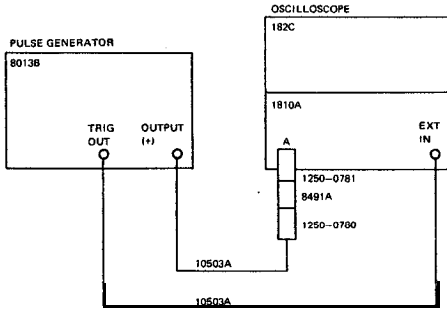 OSCILLOSCOPE
182C
PULSE GENERATOR
8013B
1810A
TRIG OUT
OUTPUT (+)
EXT IN
A
1250-0781
8491A
1250-0780
10503A
10503A